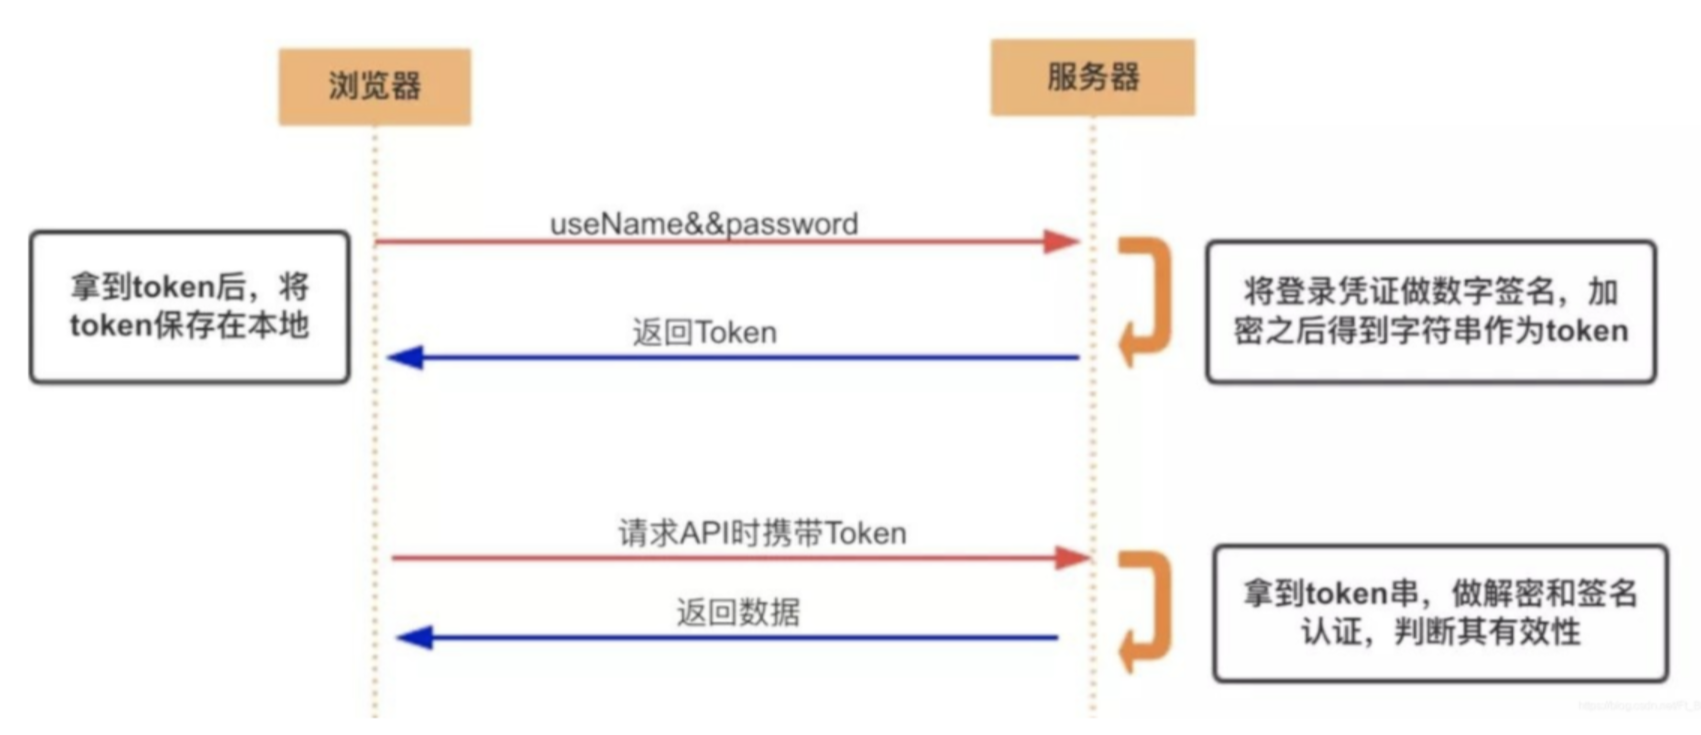 浏览器
服务器
useName&&password
拿到token后，将
token保存在本地
将登录凭证做数字签名，加
密之后得到字符串作为token
返回Token
请求API时携带Token
返回数据
拿到token串，做解密和签名
认证，判断其有效性